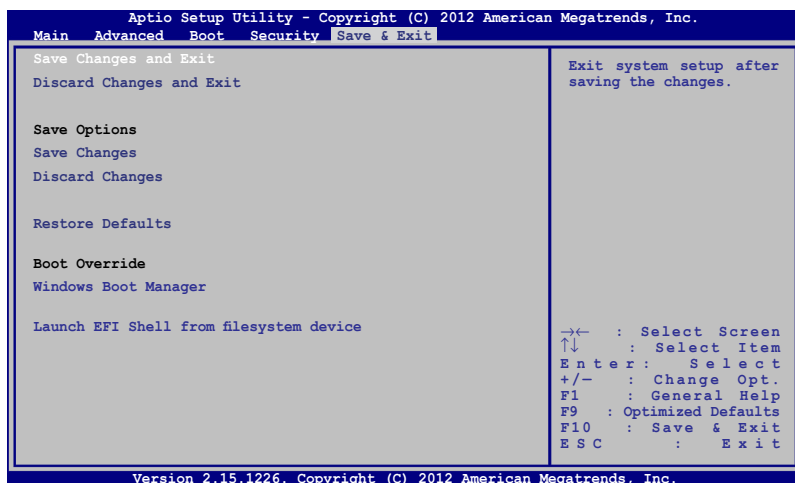 Aptio Setup Utility - Copyright (C) 2012 American Megatrends, Inc.
Main Advanced Boot Security Save & Exit
Save Changes and Exit
Discard Changes and Exit
Save Options
Save Changes
Discard Changes
Restore Defaults
Boot Override
Windows Boot Manager
Launch EFI Shell from filesystem device
Exit system setup after
saving the changes.
→← : Select Screen
↑↓ : Select Item
Enter: Select
+/— : Change Opt.
F1 : General Help
F9 : Optimized Defaults
F10 : Save & Exit
ESC : Exit
Version 2.15.1226. Copyright (C) 2012 American Megatrends, Inc.